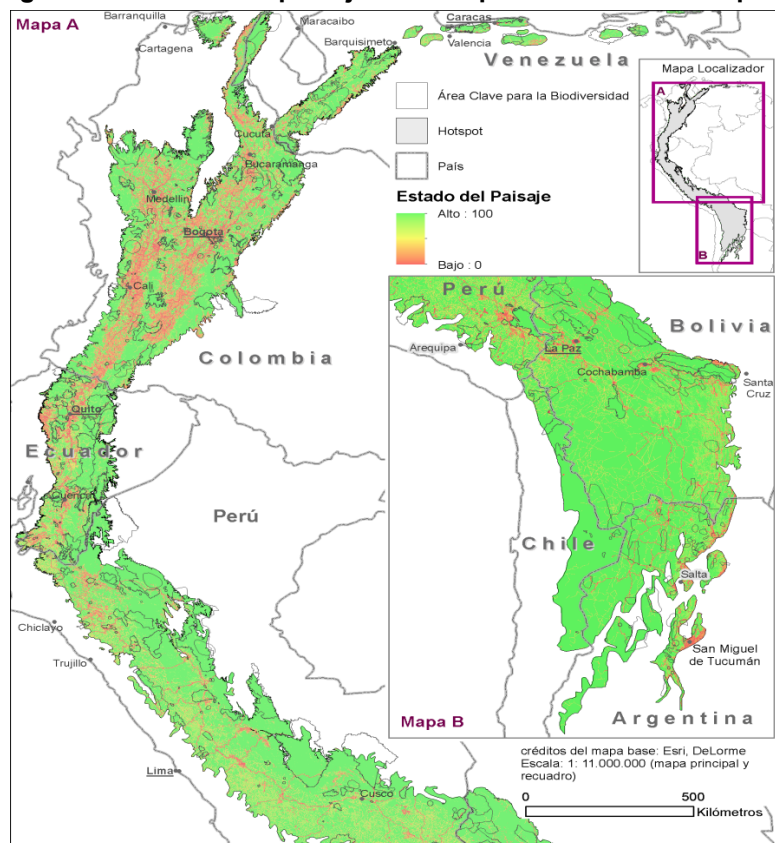 Mapa A
Barranquilla
Cartagena
Maracaibo
Caracas
Barquisimeto
Valencia
Venezuela
Cucuta
Bucaramanga
Medellin
Bogota
Cali
Colombia
Quito
Ecuador
Cuenca
Perú
Chiclayo
Trujillo
Lima
Cusco
Área Clave para la Biodiversidad
Hotspot
País
Estado del Paisaje
Alto : 100
Bajo : 0
Mapa Localizador
A
B
Perú
Bolivia
Arequipa
La Paz
Cochabamba
Santa
Cruz
Chile
Salta
San Miguel
de Tucumán
Mapa B
Argentina
créditos del mapa base: Esri, DeLorme
Escala: 1: 11.000.000 (mapa principal y
recuadro)
0 500
Kilómetros